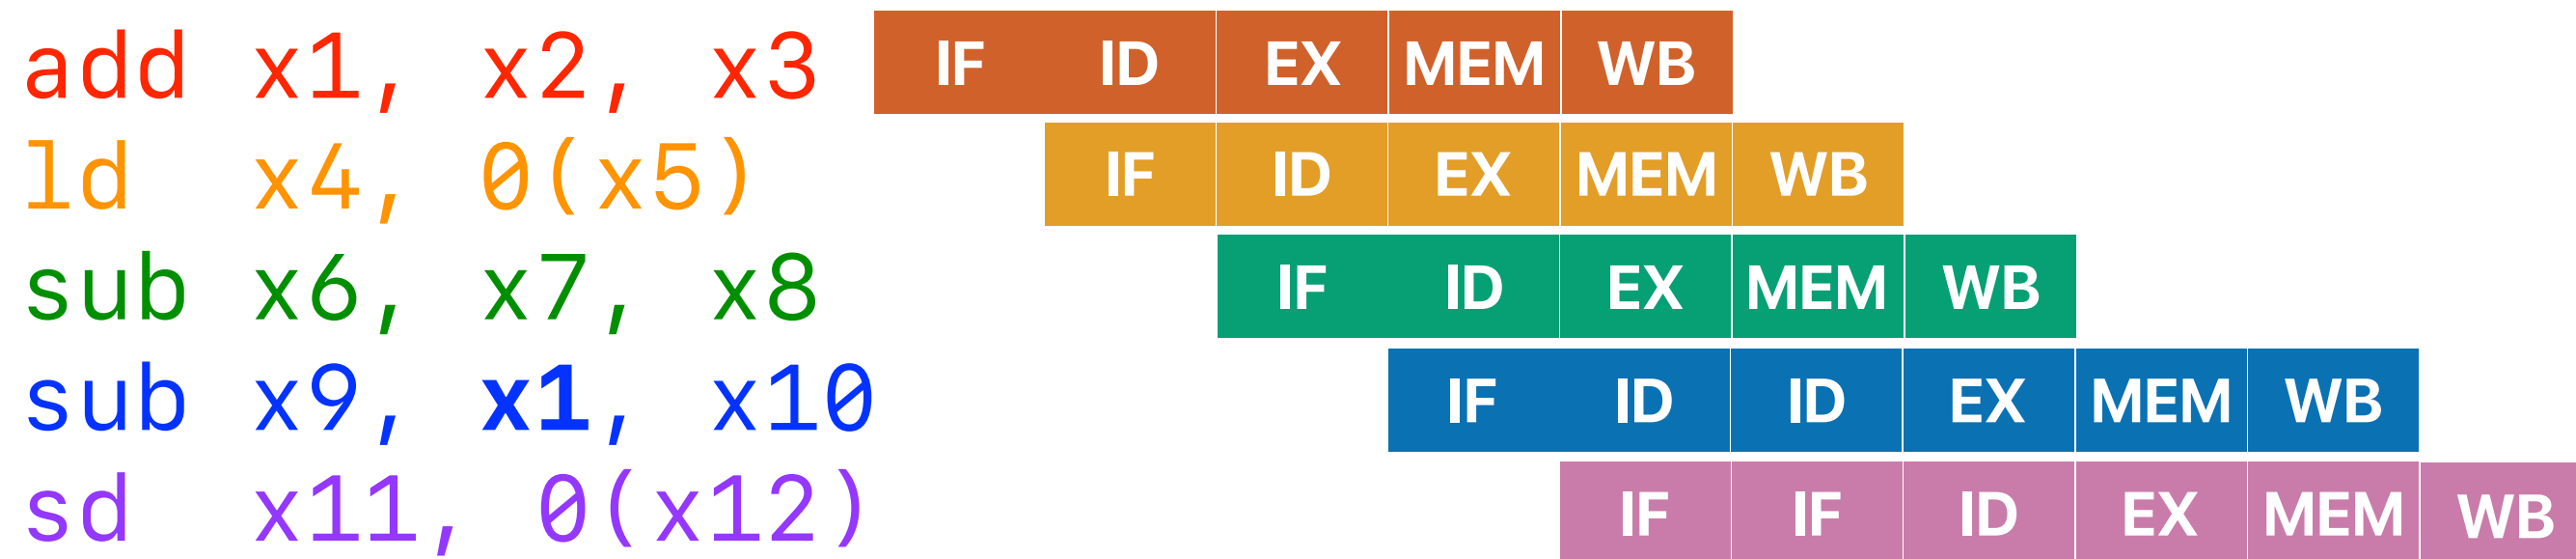 add x1, x2, x3 IF ID EX MEM WB
ld x4, 0(x5) IF ID EX MEM WB
sub x6, x7, x8 IF ID EX MEM WB
sub x9, x1, x10 IF ID ID EX MEM WB
sd x11, 0(x12) IF IF ID EX MEM WB